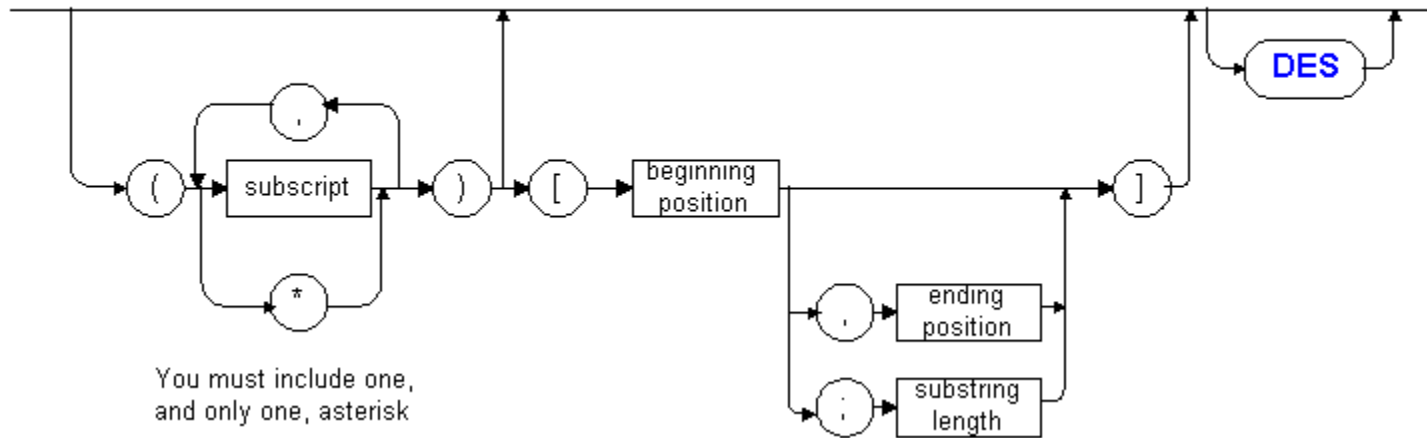 DES
,
(
subscript
)
[
beginning
position
]
*
,
ending
position
;
substring
length
You must include one,
and only one, asterisk